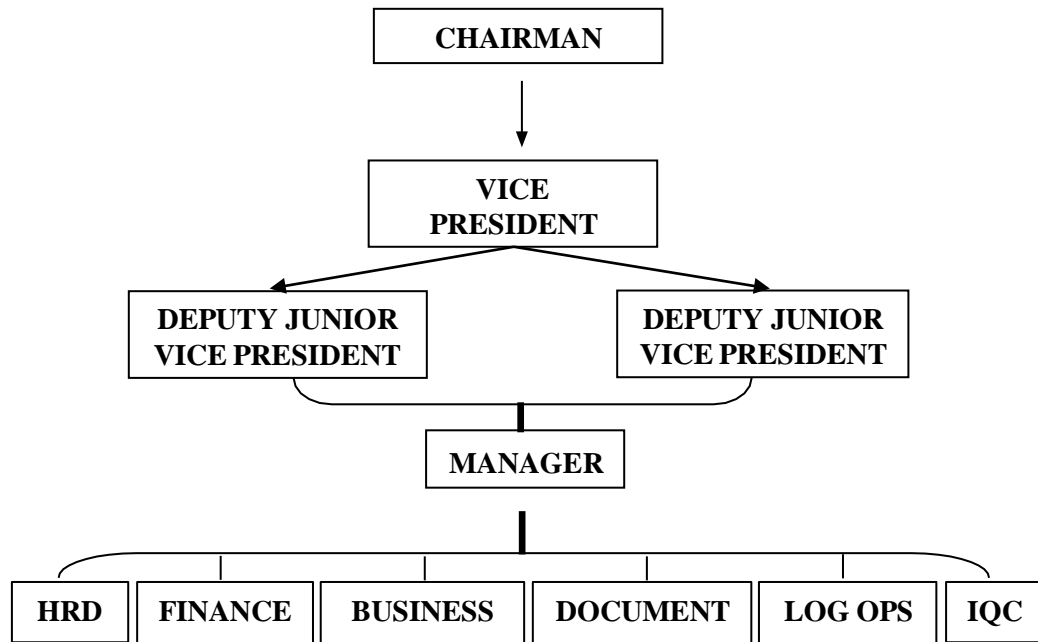 CHAIRMAN
VICE
PRESIDENT
DEPUTY JUNIOR
VICE PRESIDENT
DEPUTY JUNIOR
VICE PRESIDENT
MANAGER
HRD
FINANCE
BUSINESS
DOCUMENT
LOG OPS
IQC